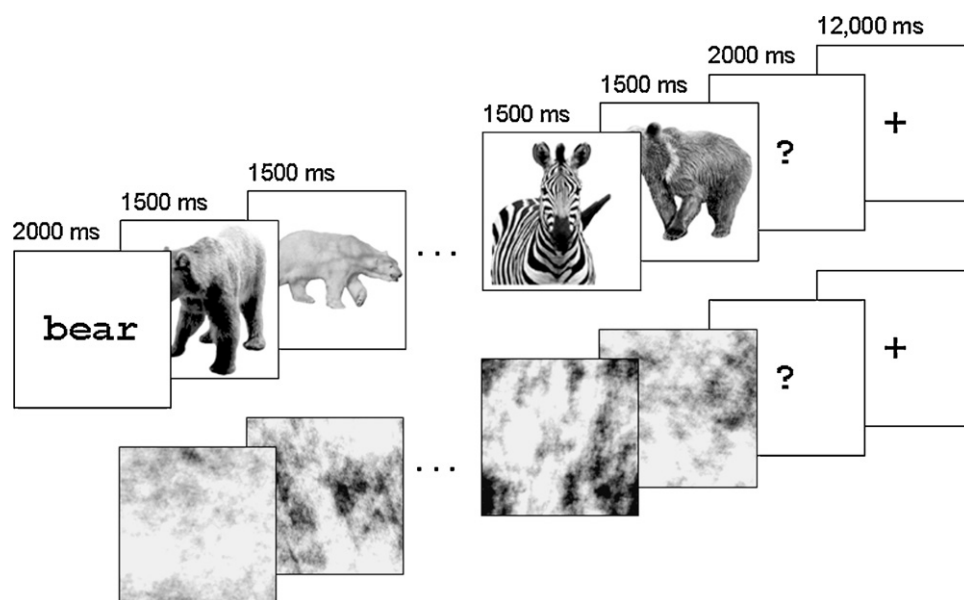 12,000 ms
2000 ms
1500 ms
1500 ms
?
+
1500 ms
1500 ms
2000 ms
bear
. . .
. . .
?
+